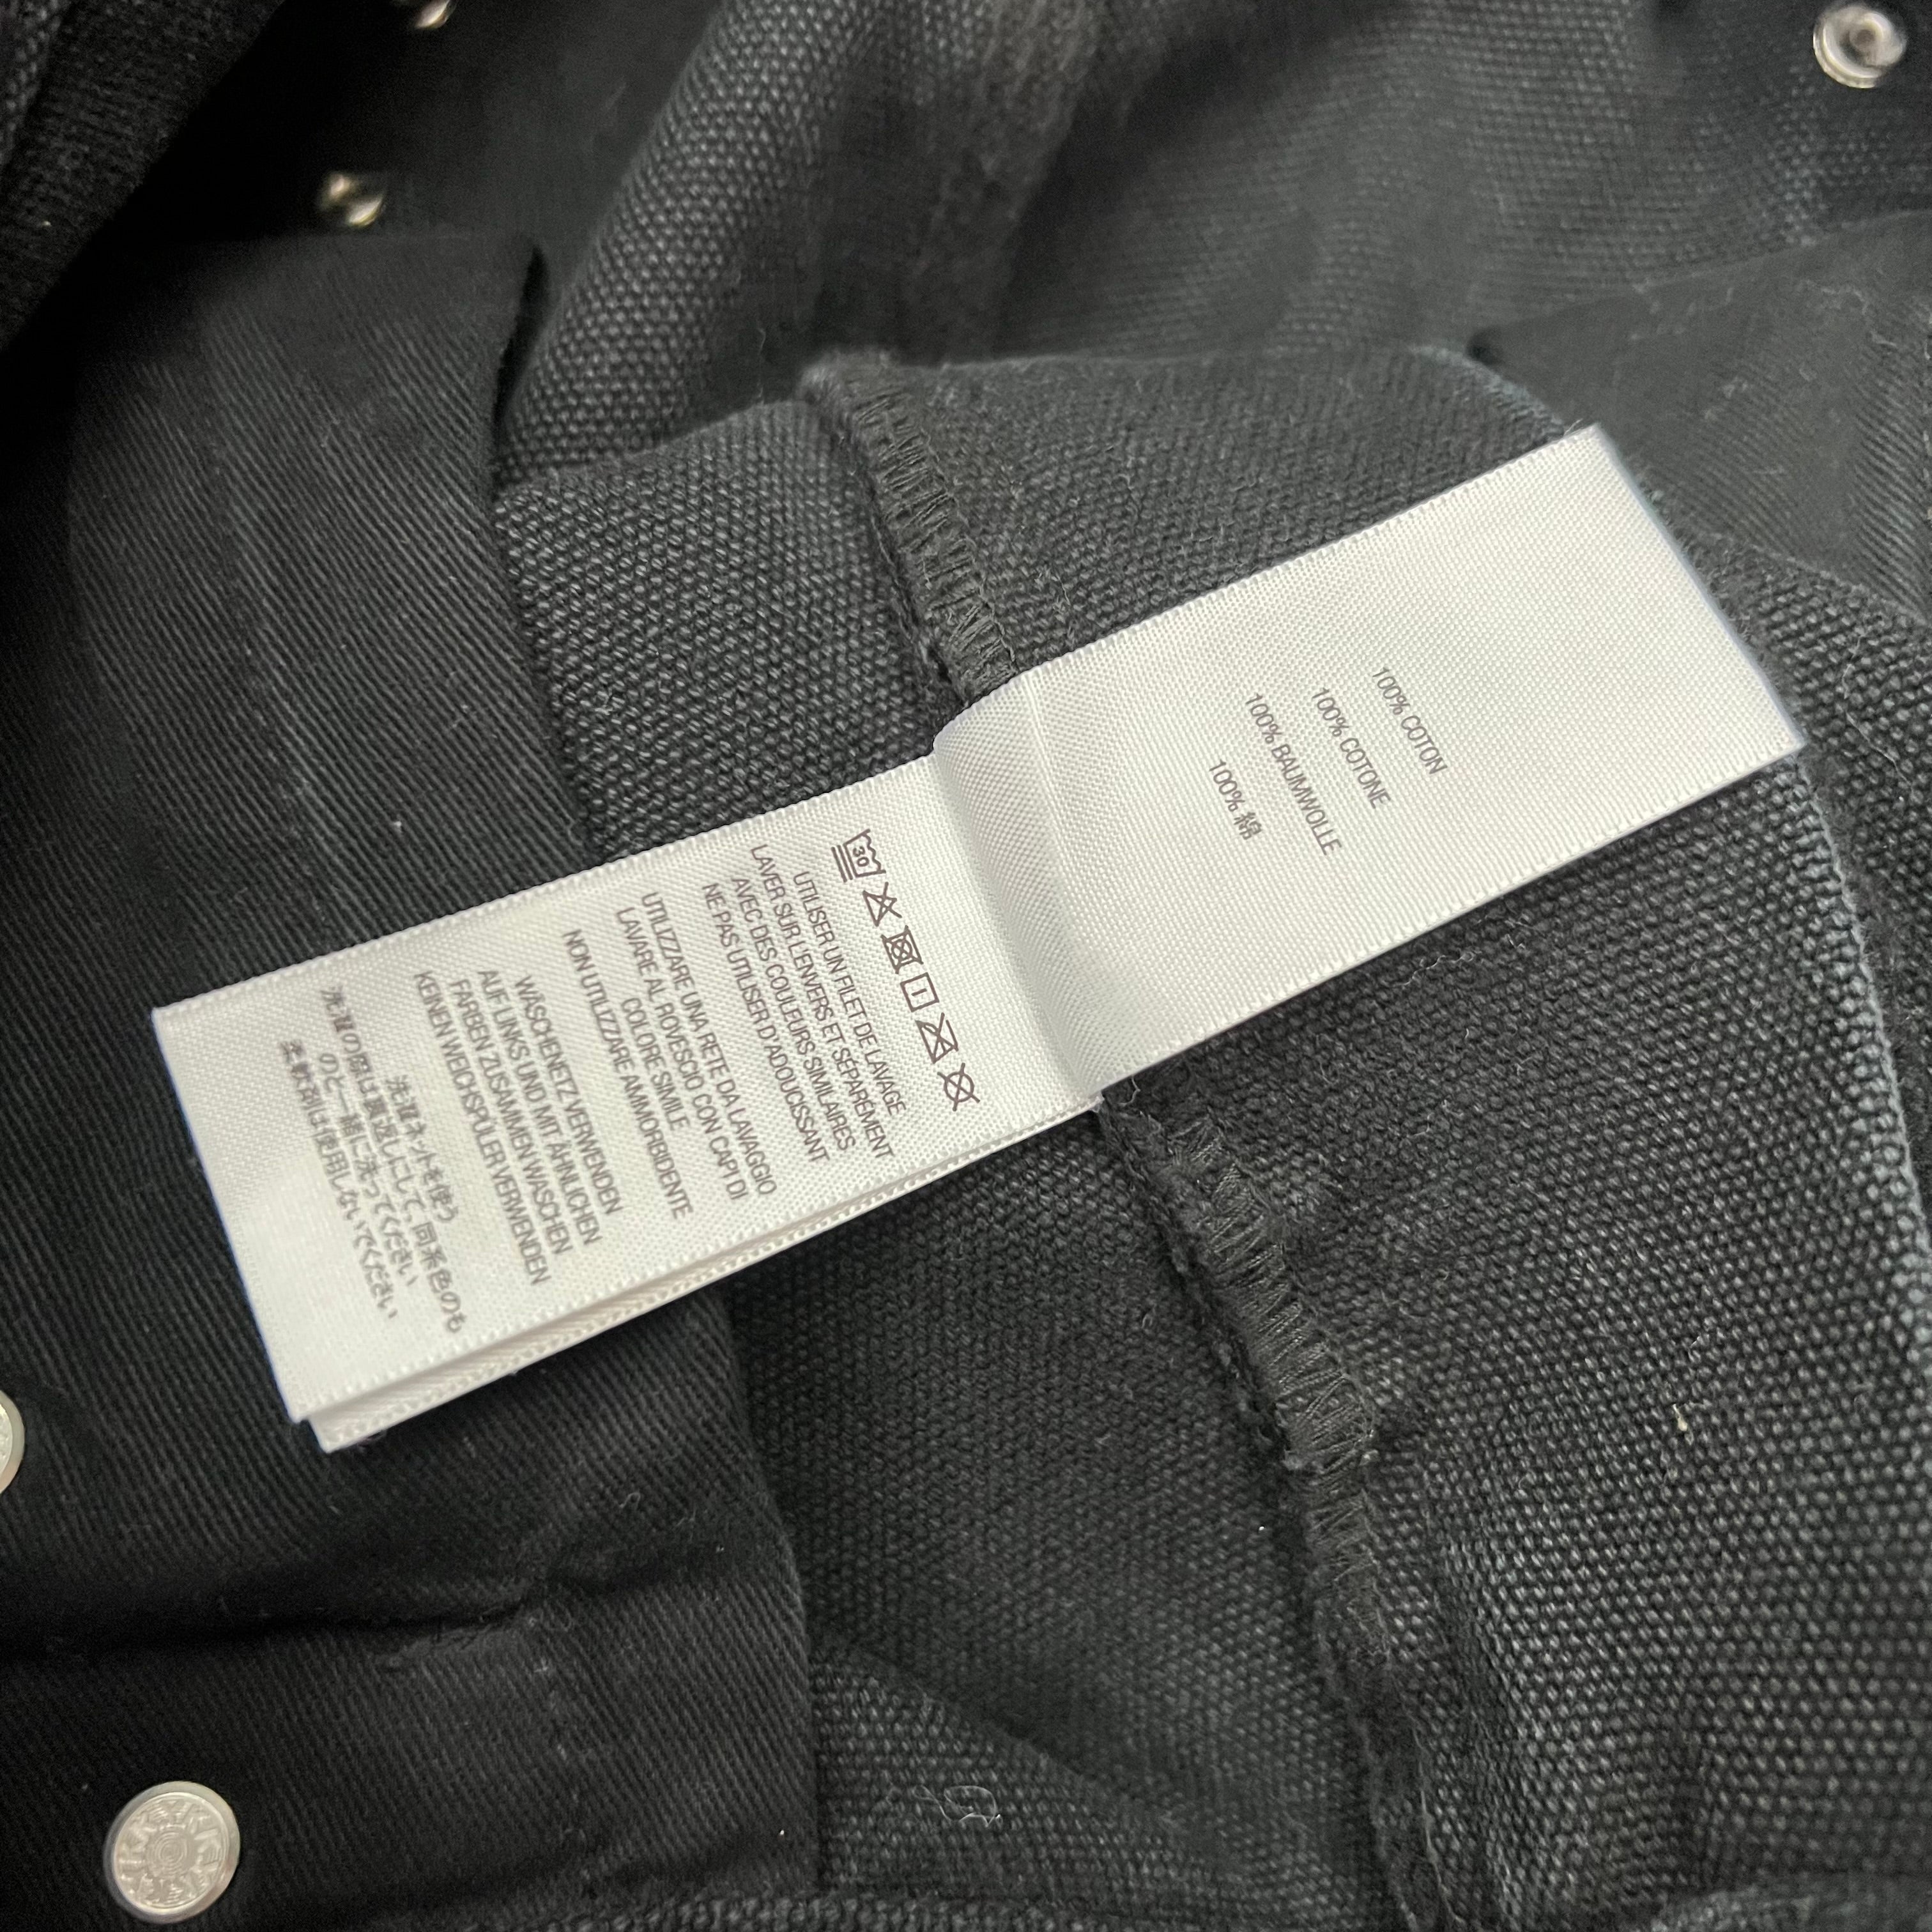 100% COTON
100% COTONE
100% BAUMWOLLE
100% 綿
30
UTILISER UN FILET DE LAVAGE
LAVER SUR L'ENVERS ET SEPAREMENT
AVEC DES COULEURS SIMILAIRES
NE PAS UTILISER D'ADOUCISSANT
UTILIZZARE UNA RETE DA LAVAGGIO
LAVARE AL ROVESCIO CON CAPI DI
COLORE SIMILE
NON UTILIZZARE AMMORBIDENTE
WÄSCHENETZ VERWENDEN
AUF LINKS UND MIT ÄHNLICHEN
FARBEN ZUSAMMEN WASCHEN
KEINEN WEICHSPÜLER VERWENDEN
洗濯ネットを使う
洗濯の際は裏返しにして、同系色のも
のと一緒に洗ってください
柔軟剤は使用しないでください